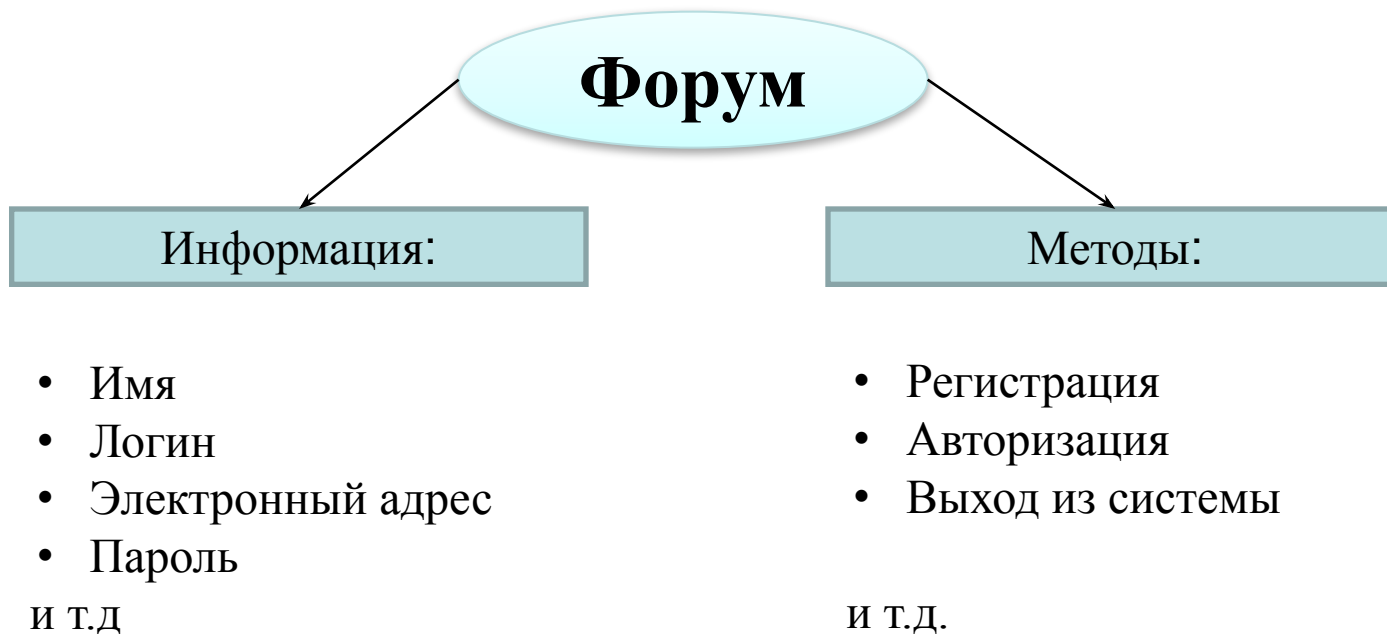 Форум
Информация:
• Имя
• Логин
• Электронный адрес
• Пароль
и т.д
Методы:
• Регистрация
• Авторизация
• Выход из системы
и т.д.